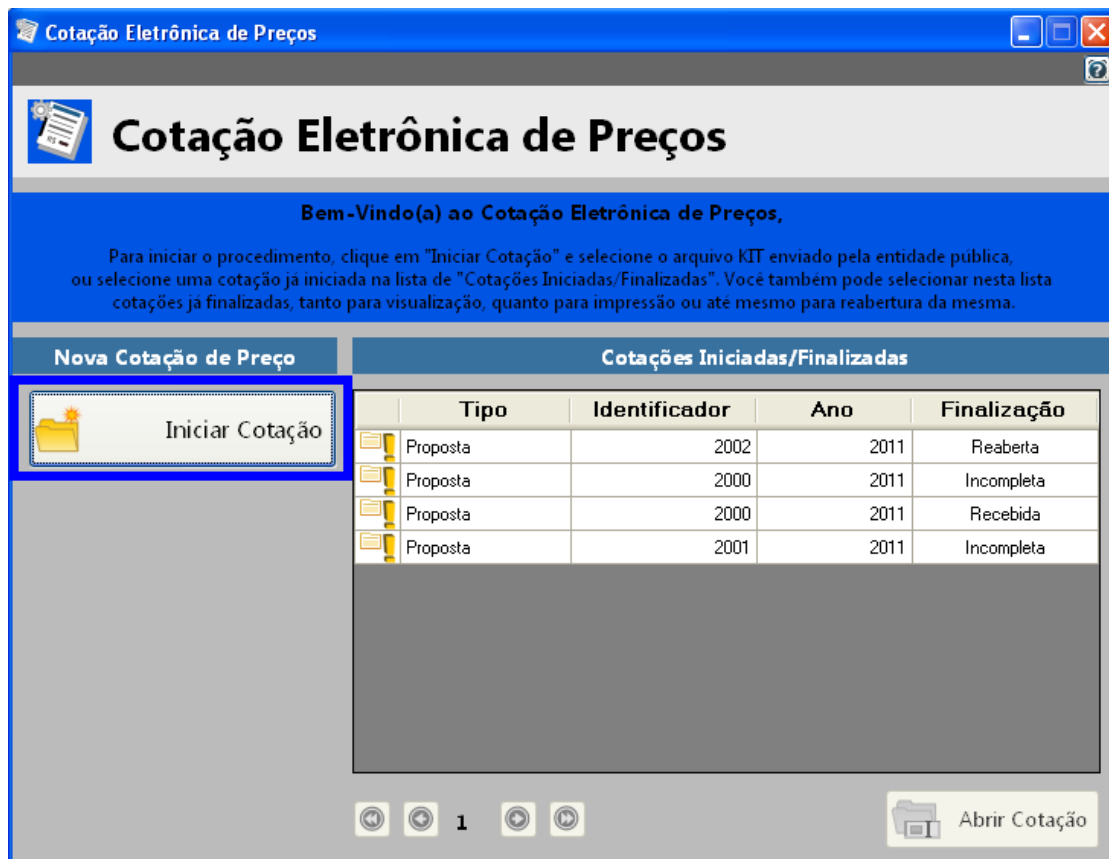 Cotação Eletrônica de Preços
Cotação Eletrônica de Preços
Bem-Vindo(a) ao Cotação Eletrônica de Preços,
Para iniciar o procedimento, clique em "Iniciar Cotação" e selecione o arquivo KIT enviado pela entidade pública,
ou selecione uma cotação já iniciada na lista de "Cotações Iniciadas/Finalizadas". Você também pode selecionar nesta lista
cotações já finalizadas, tanto para visualização, quanto para impressão ou até mesmo para reabertura da mesma.
Nova Cotação de Preço
Iniciar Cotação
Cotações Iniciadas/Finalizadas
Tipo Identificador Ano Finalização
Proposta 2002 2011 Reaberta
Proposta 2000 2011 Incompleta
Proposta 2000 2011 Recebida
Proposta 2001 2011 Incompleta
1
Abrir Cotação